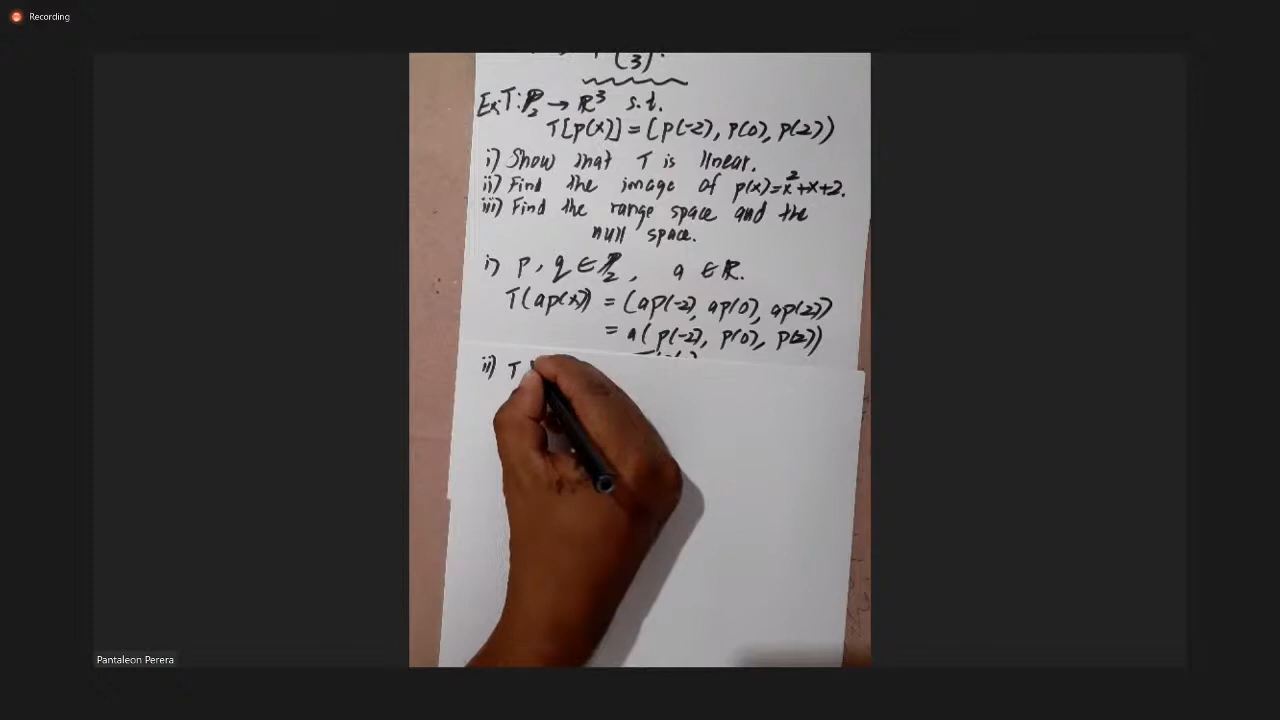 Recording
(3).
Ex: T: P₂ → R³ s.t.
T[p(x)] = (p(-2), p(0), p(2))
i) Show that T is linear.
ii) Find the image of p(x)=x²+x+2.
iii) Find the range space and the
null space.
i) p, q ∈ P₂, a ∈ R.
T(ap(x)) = (ap(-2), ap(0), ap(2))
= a(p(-2), p(0), p(2))
ii) T
Pantaleon Perera